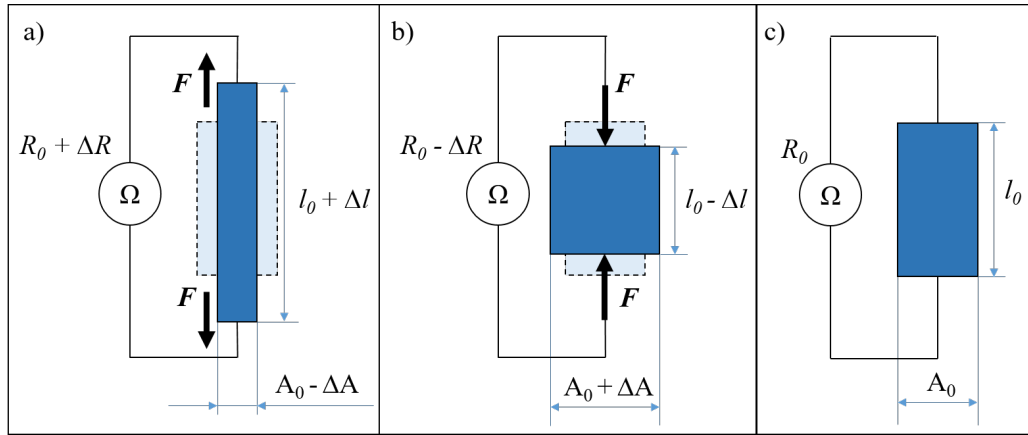 a)
F
R₀ + ΔR
Ω
l₀ + Δl
F
A₀ - ΔA
b)
F
R₀ - ΔR
Ω
l₀ - Δl
F
A₀ + ΔA
c)
R₀
Ω
l₀
A₀